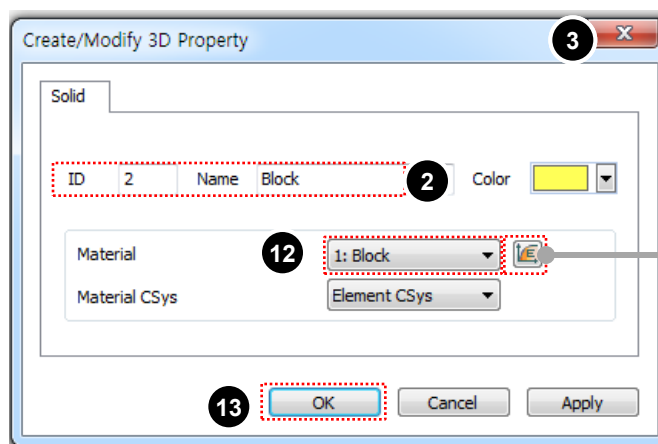 Create/Modify 3D Property 3 X
Solid
ID 2 Name Block 2 Color
Material 12 1: Block E
Material CSys Element CSys
13 OK Cancel Apply